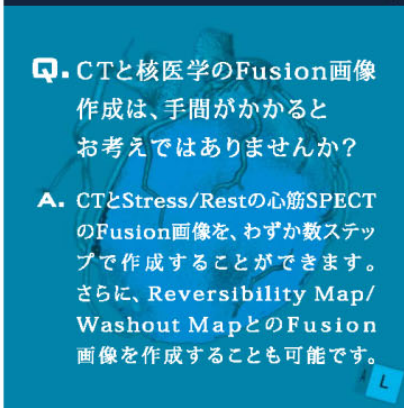 Q. CTと核医学のFusion画像
作成は、手間がかかると
お考えではありませんか?
A. CTとStress/Restの心筋SPECT
のFusion画像を、わずか数ステッ
プで作成することができます。
さらに、Reversibility Map/
Washout MapとのFusion
画像を作成することも可能です。
L